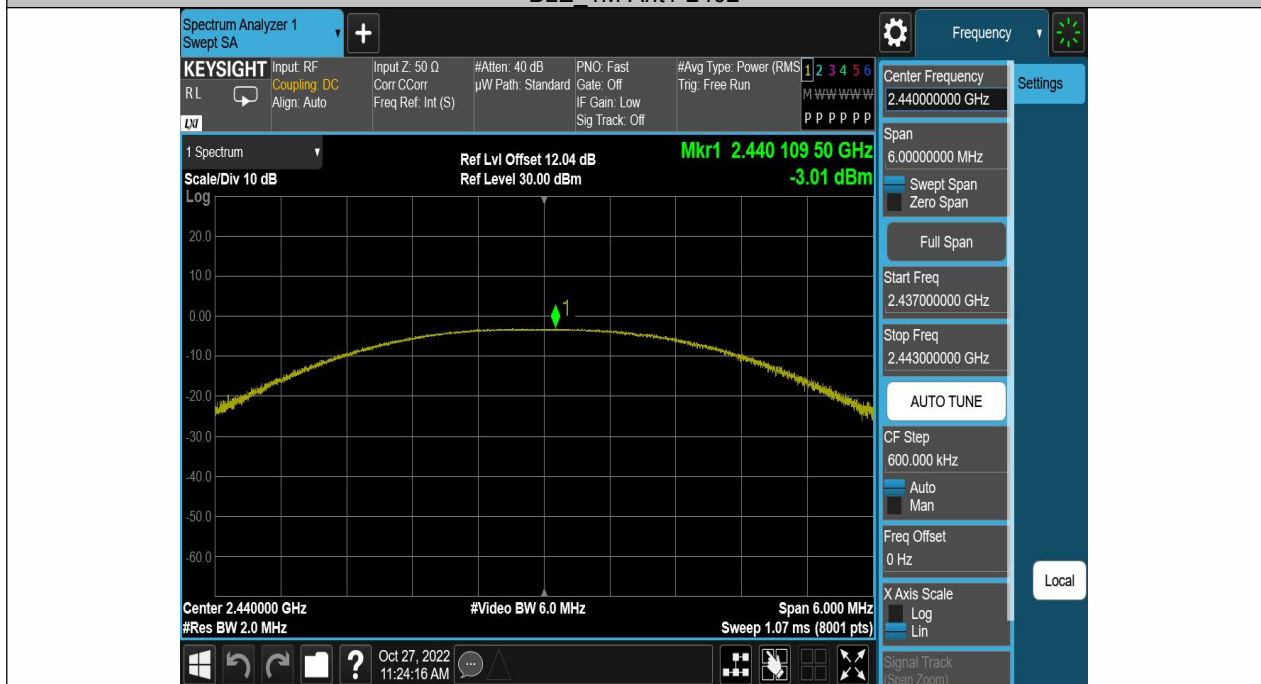 Spectrum Analyzer 1
Swept SA
Frequency
KEYSIGHT
RL
LXI
Input: RF
Coupling: DC
Align: Auto
Input Z: 50 Ω
Corr CCorr
Freq Ref: Int (S)
#Atten: 40 dB
µW Path: Standard
PNO: Fast
Gate: Off
IF Gain: Low
Sig Track: Off
#Avg Type: Power (RMS
Trig: Free Run
1 2 3 4 5 6
M W W W W W
P P P P P P
1 Spectrum
Scale/Div 10 dB
Log
Ref Lvl Offset 12.04 dB
Ref Level 30.00 dBm
Mkr1 2.440 109 50 GHz
-3.01 dBm
20.0
10.0
0.00
-10.0
-20.0
-30.0
-40.0
-50.0
-60.0
1
Center 2.440000 GHz
#Res BW 2.0 MHz
#Video BW 6.0 MHz
Span 6.000 MHz
Sweep 1.07 ms (8001 pts)
?
Oct 27, 2022
11:24:16 AM
Center Frequency
2.440000000 GHz
Span
6.00000000 MHz
Swept Span
Zero Span
Full Span
Start Freq
2.437000000 GHz
Stop Freq
2.443000000 GHz
AUTO TUNE
CF Step
600.000 kHz
Auto
Man
Freq Offset
0 Hz
X Axis Scale
Log
Lin
Signal Track
(Span Zoom)
Settings
Local